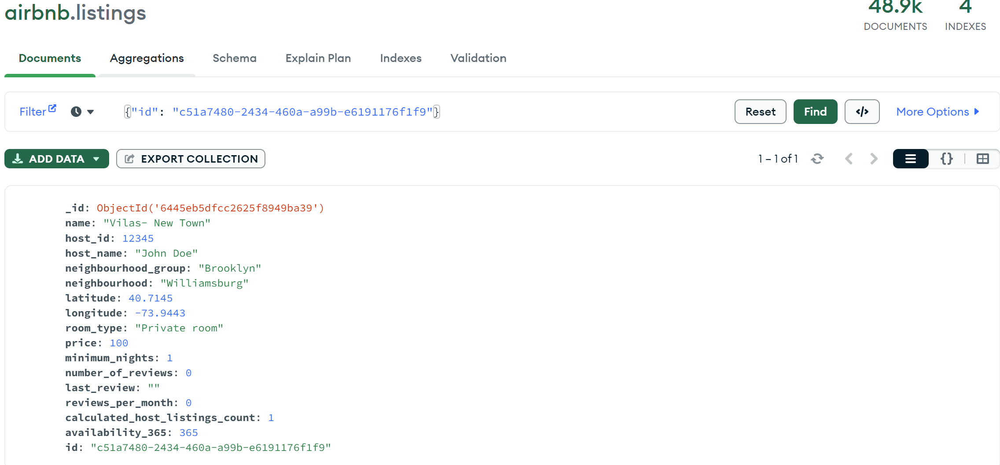 airbnb.listings
48.9k 4
DOCUMENTS INDEXES
Documents Aggregations Schema Explain Plan Indexes Validation
Filter {"id": "c51a7480-2434-460a-a99b-e6191176f1f9"} Reset Find </> More Options
ADD DATA EXPORT COLLECTION 1 – 1 of 1 {}
_id: ObjectId('6445eb5dfcc2625f8949ba39')
name: "Vilas- New Town"
host_id: 12345
host_name: "John Doe"
neighbourhood_group: "Brooklyn"
neighbourhood: "Williamsburg"
latitude: 40.7145
longitude: -73.9443
room_type: "Private room"
price: 100
minimum_nights: 1
number_of_reviews: 0
last_review: ""
reviews_per_month: 0
calculated_host_listings_count: 1
availability_365: 365
id: "c51a7480-2434-460a-a99b-e6191176f1f9"